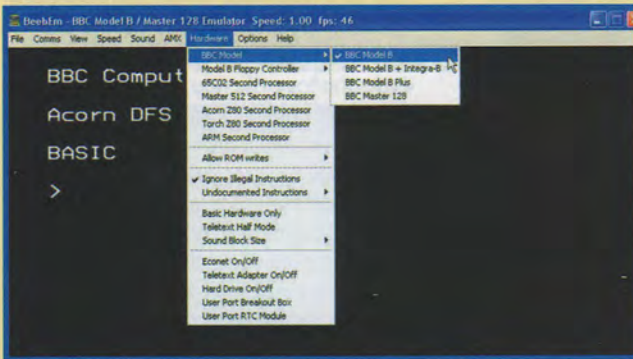 BeebEm - BBC Model B / Master 128 Emulator Speed: 1.00 fps: 46
File Comms View Speed Sound AMX Hardware Options Help
BBC Model
BBC Model B
BBC Model B + Integra-B
BBC Model B Plus
BBC Master 128
Model B Floppy Controller
65C02 Second Processor
Master 512 Second Processor
Acorn Z80 Second Processor
Torch Z80 Second Processor
ARM Second Processor
Allow ROM writes
Ignore Illegal Instructions
Undocumented Instructions
Basic Hardware Only
Teletext Half Mode
Sound Block Size
Econet On/Off
Teletext Adapter On/Off
Hard Drive On/Off
User Port Breakout Box
User Port RTC Module
BBC Comput
Acorn DFS
BASIC
>